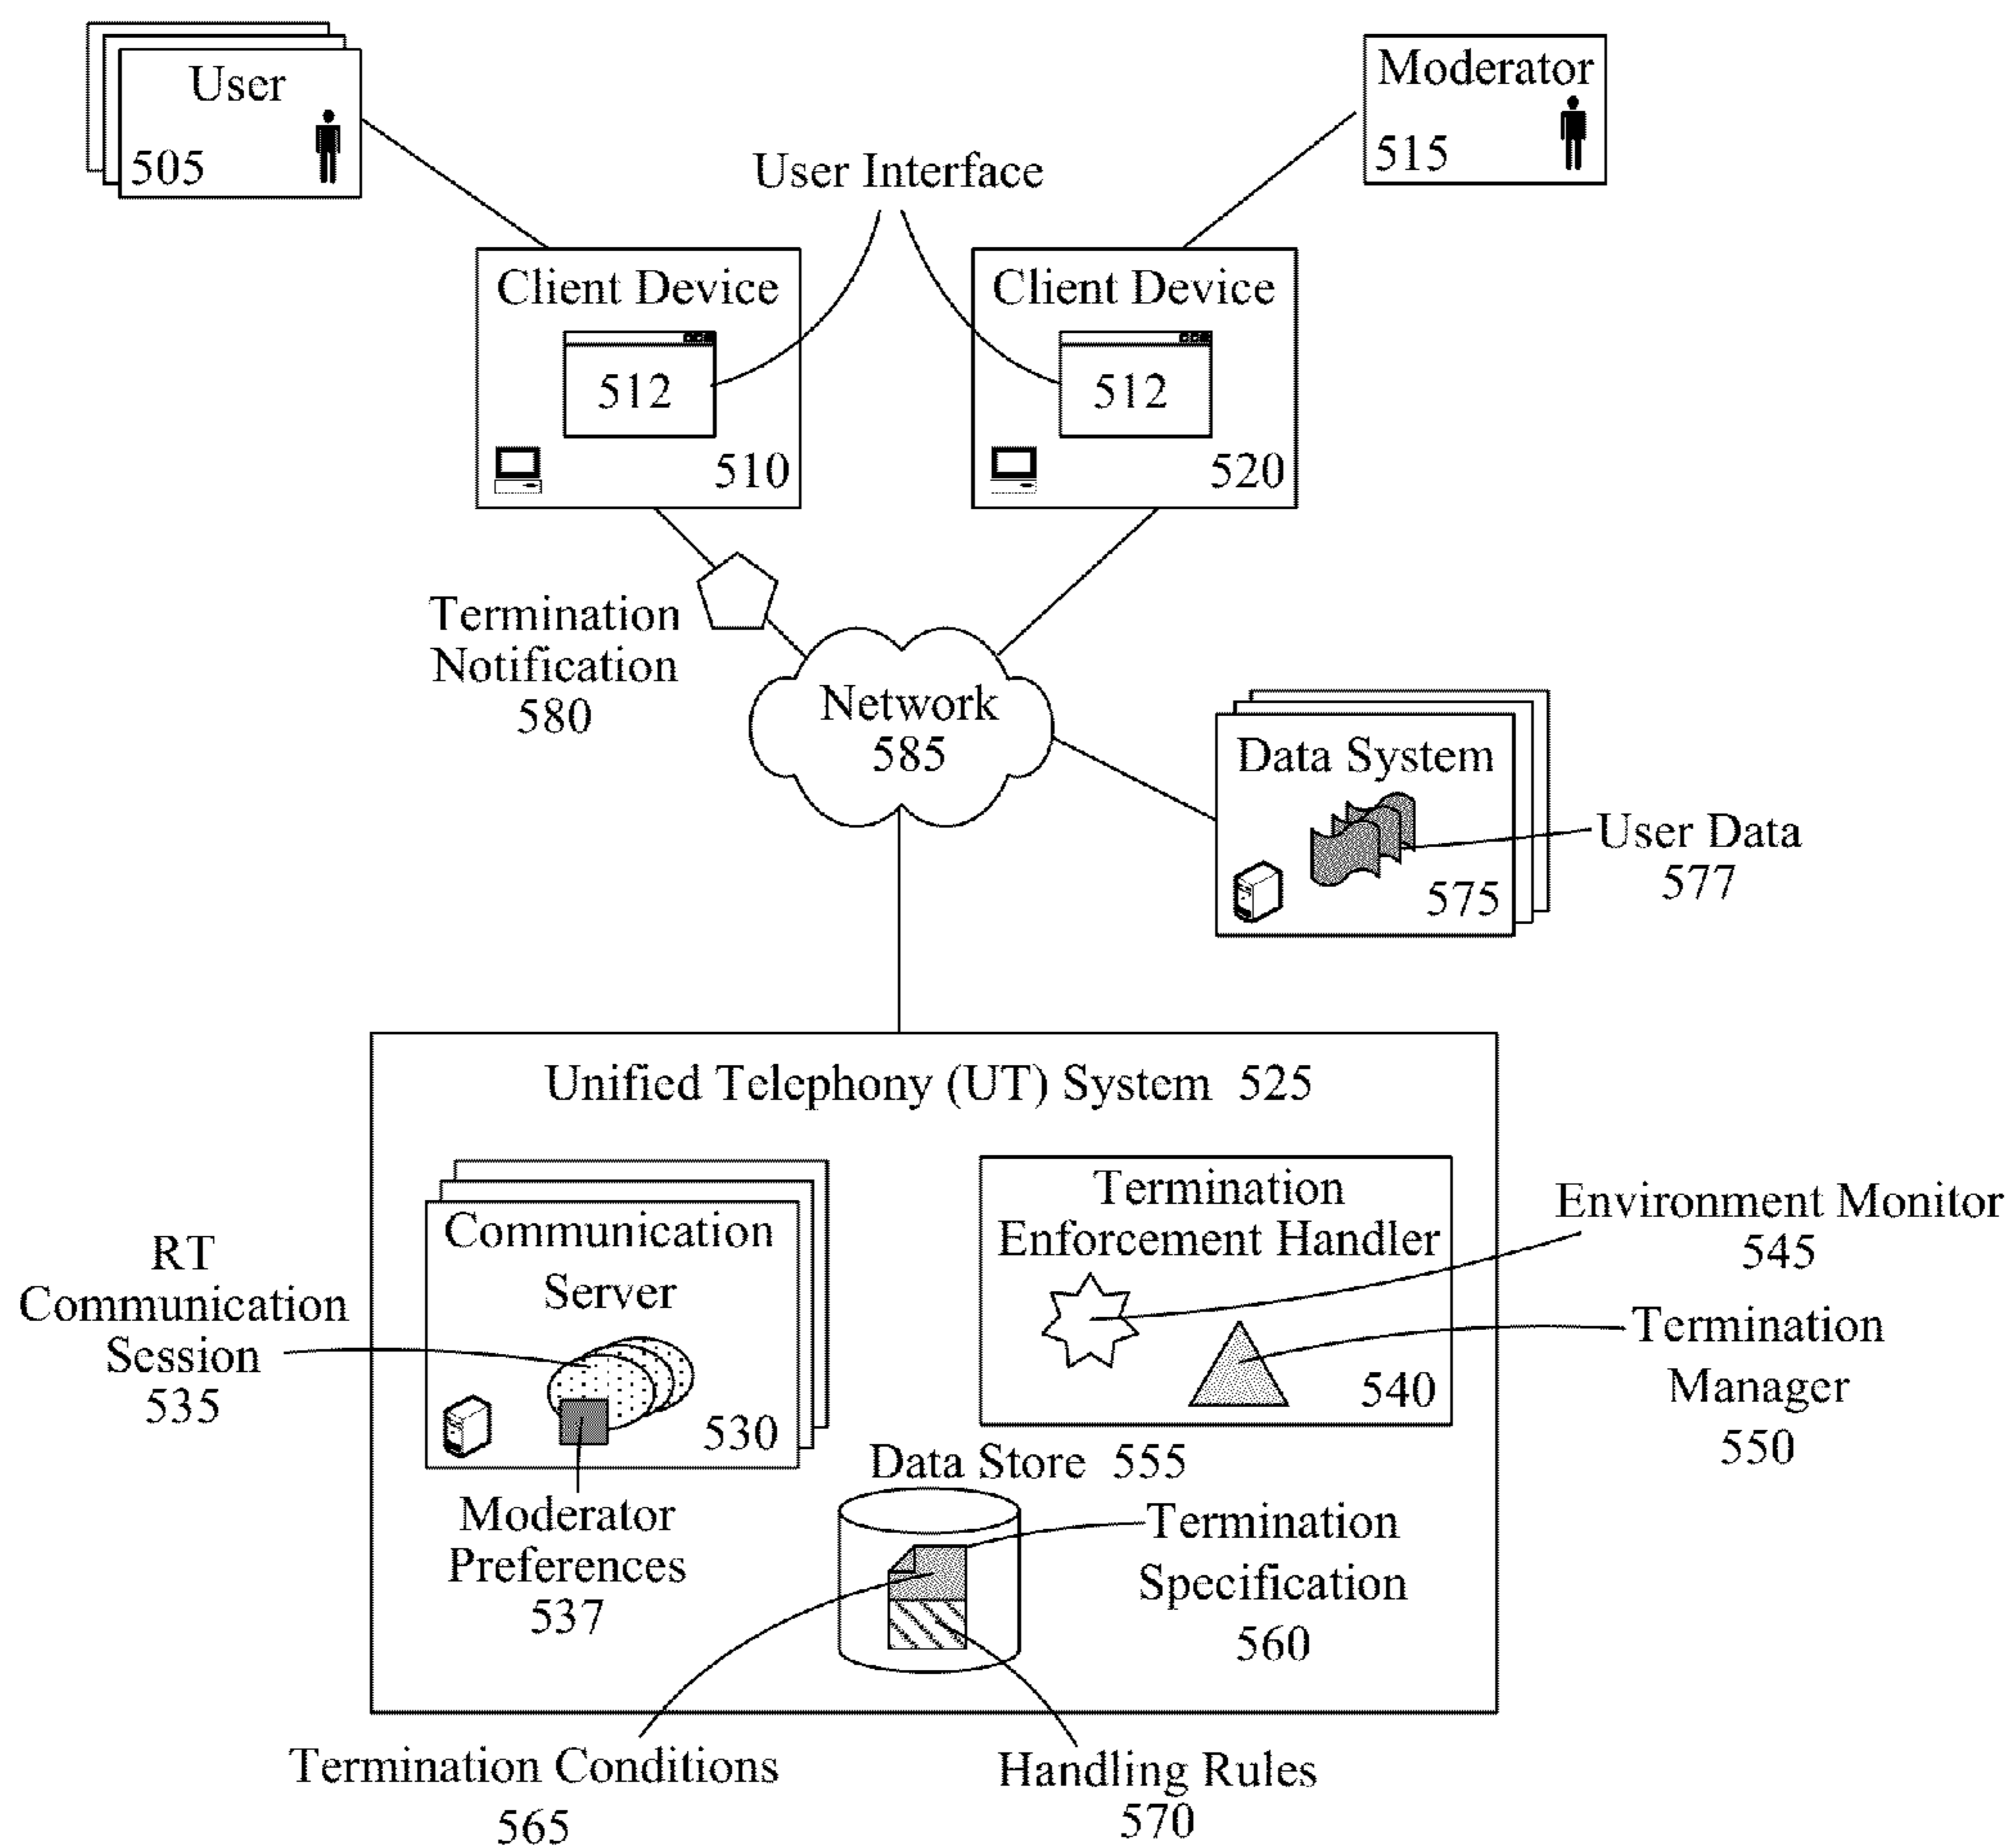 User
505
Moderator
515
User Interface
Client Device
512
510
Client Device
512
520
Termination
Notification
580
Network
585
Data System
575
User Data
577
Unified Telephony (UT) System 525
Communication
Server
530
RT
Communication
Session
535
Moderator
Preferences
537
Termination
Enforcement Handler
540
Environment Monitor
545
Termination
Manager
550
Data Store 555
Termination
Specification
560
Termination Conditions
565
Handling Rules
570